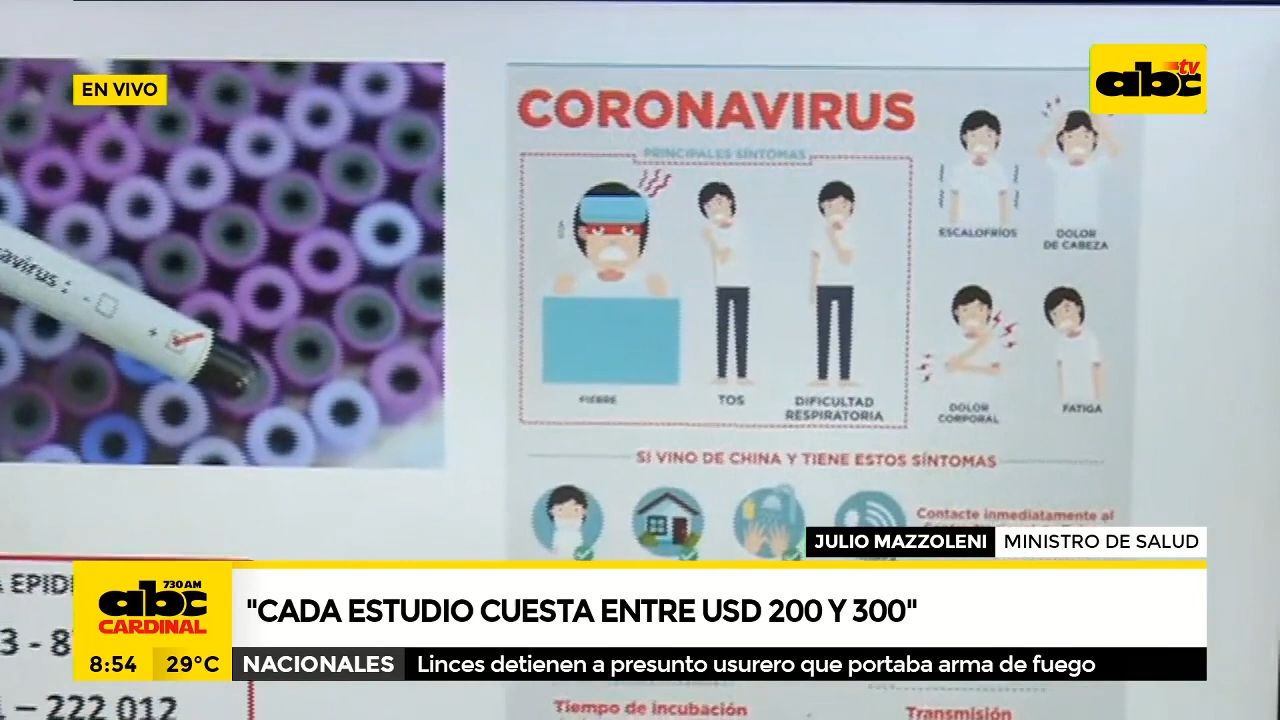 EN VIVO
abc tv
CORONAVIRUS
PRINCIPALES SÍNTOMAS
ESCALOFRÍOS
DOLOR
DE CABEZA
FIEBRE
TOS
DIFICULTAD
RESPIRATORIA
DOLOR
CORPORAL
FATIGA
SI VINO DE CHINA Y TIENE ESTOS SÍNTOMAS
Contacte inmediatamente al
JULIO MAZZOLENI MINISTRO DE SALUD
730 AM
abc
CARDINAL
"CADA ESTUDIO CUESTA ENTRE USD 200 Y 300"
8:54 29°C NACIONALES Linces detienen a presunto usurero que portaba arma de fuego
– 222 012
Tiempo de incubación
Transmisión